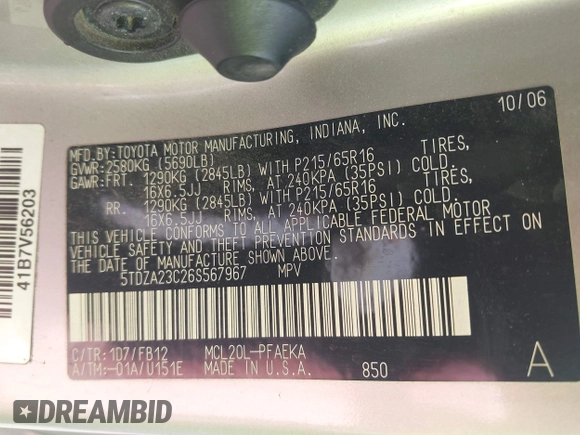 10/06
MFD. BY: TOYOTA MOTOR MANUFACTURING, INDIANA, INC.
GVWR: 2580KG (5690LB)
GAWR: FRT. 1290KG (2845LB) WITH P215/65R16 TIRES,
16X6.5JJ RIMS, AT 240KPA (35PSI) COLD.
RR. 1290KG (2845LB) WITH P215/65R16 TIRES,
16X6.5JJ RIMS, AT 240KPA (35PSI) COLD.
THIS VEHICLE CONFORMS TO ALL APPLICABLE FEDERAL MOTOR
VEHICLE SAFETY AND THEFT PREVENTION STANDARDS IN EFFECT ON
THE DATE OF MANUFACTURE SHOWN ABOVE.
5TDZA23C26S567967 MPV
C/TR: 1D7/FB12 MCL20L-PFAEKA
A/TM:-01A/U151E MADE IN U.S.A. 850 A
41B7V56203
DREAMBID